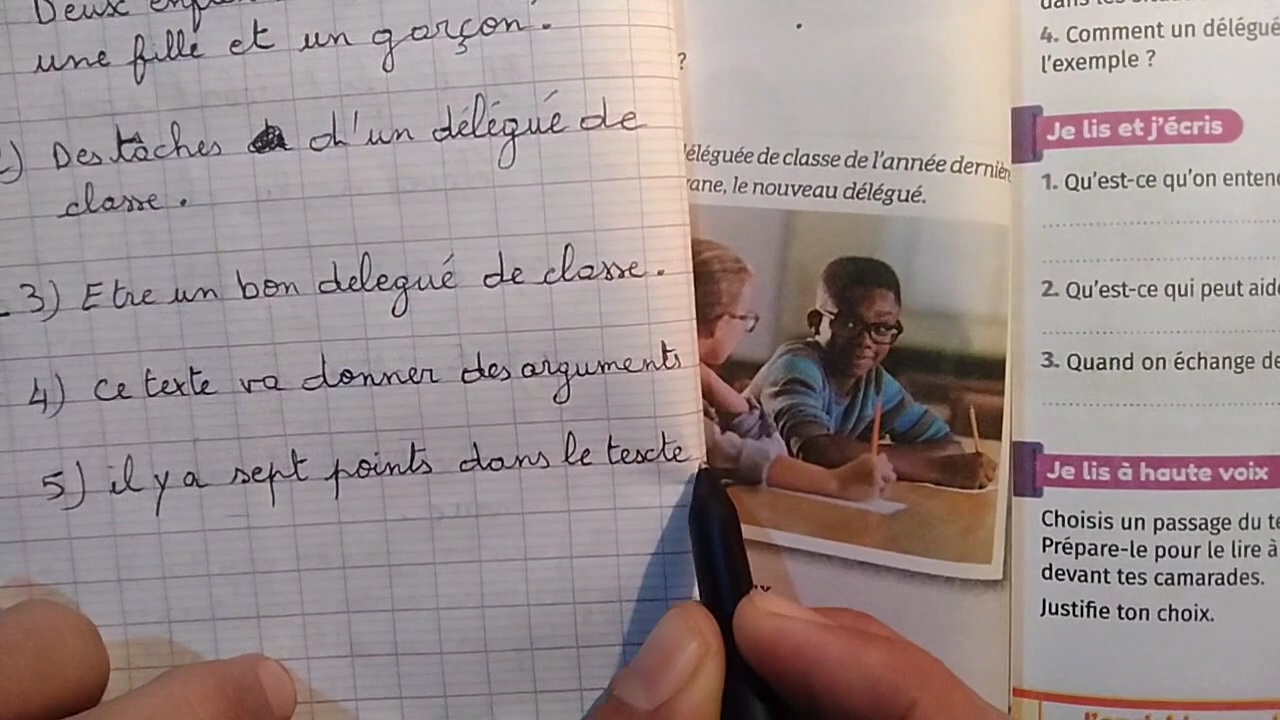 Deux
une fille et un garçon.
) Des tâches d'un délégué de
classe.
3) Etre un bon delegué de classe.
4) ce texte va donner des arguments
5) il y a sept points dans le texte
?
éléguée de classe de l'année dernièr
rane, le nouveau délégué.
4. Comment un délégué
l'exemple ?
Je lis et j'écris
1. Qu'est-ce qu'on entend
2. Qu'est-ce qui peut aid
3. Quand on échange de
Je lis à haute voix
Choisis un passage du te
Prépare-le pour le lire à
devant tes camarades.
Justifie ton choix.